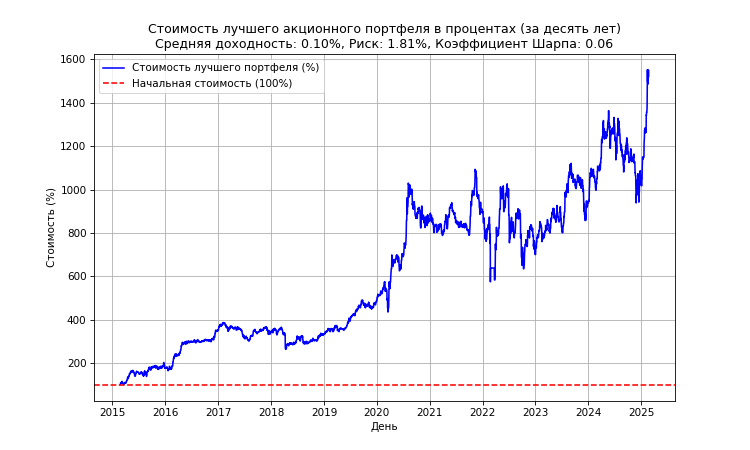 Стоимость лучшего акционного портфеля в процентах (за десять лет)
Средняя доходность: 0.10%, Риск: 1.81%, Коэффициент Шарпа: 0.06
Стоимость лучшего портфеля (%)
Начальная стоимость (100%)
Стоимость (%)
1600
1400
1200
1000
800
600
400
200
2015 2016 2017 2018 2019 2020 2021 2022 2023 2024 2025
День